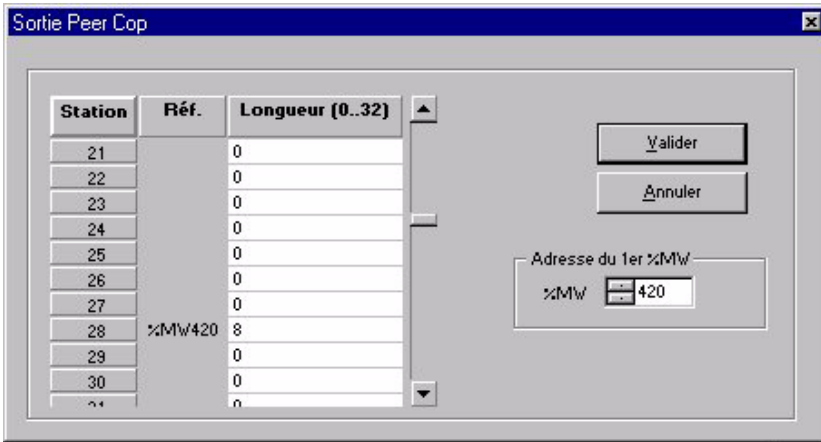 Sortie Peer Cop
Station Réf. Longueur (0..32)
21 0
22 0
23 0
24 0
25 0
26 0
27 0
28 %MW420 8
29 0
30 0
Valider
Annuler
Adresse du 1er %MW
%MW 420